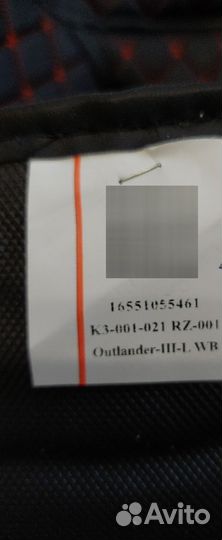 16551055461
K3-001-021 RZ-001
Outlander-III-L WB
Avito